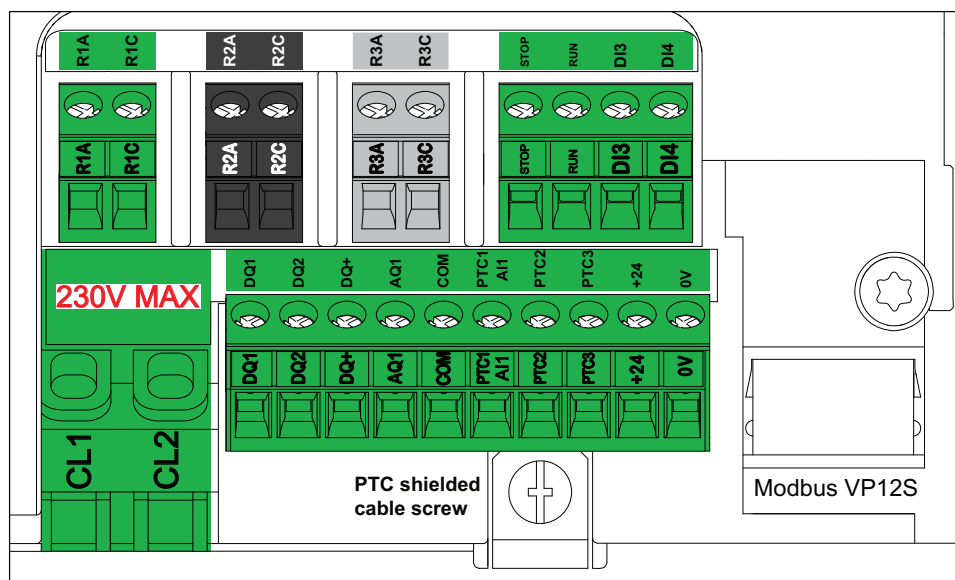 R1A R1C R2A R2C R3A R3C STOP RUN DI3 DI4
R1A R1C R2A R2C R3A R3C STOP RUN DI3 DI4
230V MAX
DQ1 DQ2 DQ+ AQ1 COM PTC1 AI1 PTC2 PTC3 +24 0V
DQ1 DQ2 DQ+ AQ1 COM PTC1 AI1 PTC2 PTC3 +24 0V
CL1 CL2
PTC shielded
cable screw
Modbus VP12S